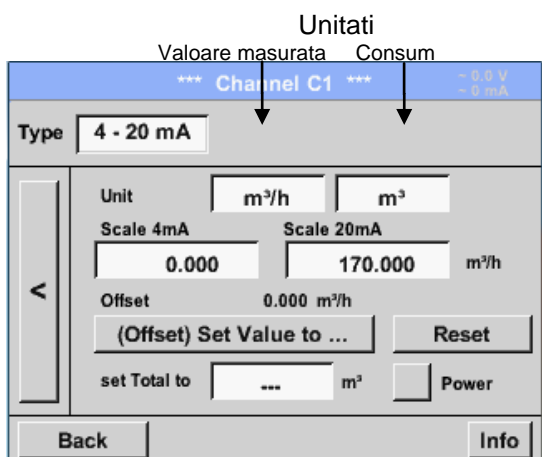 Unitati
Valoare masurata Consum
*** Channel C1 *** ~ 0.0 V
~ 0 mA
Type 4 - 20 mA
Unit m³/h m³
Scale 4mA Scale 20mA
0.000 170.000 m³/h
<
Offset 0.000 m³/h
(Offset) Set Value to ... Reset
set Total to --- m³ Power
Back Info